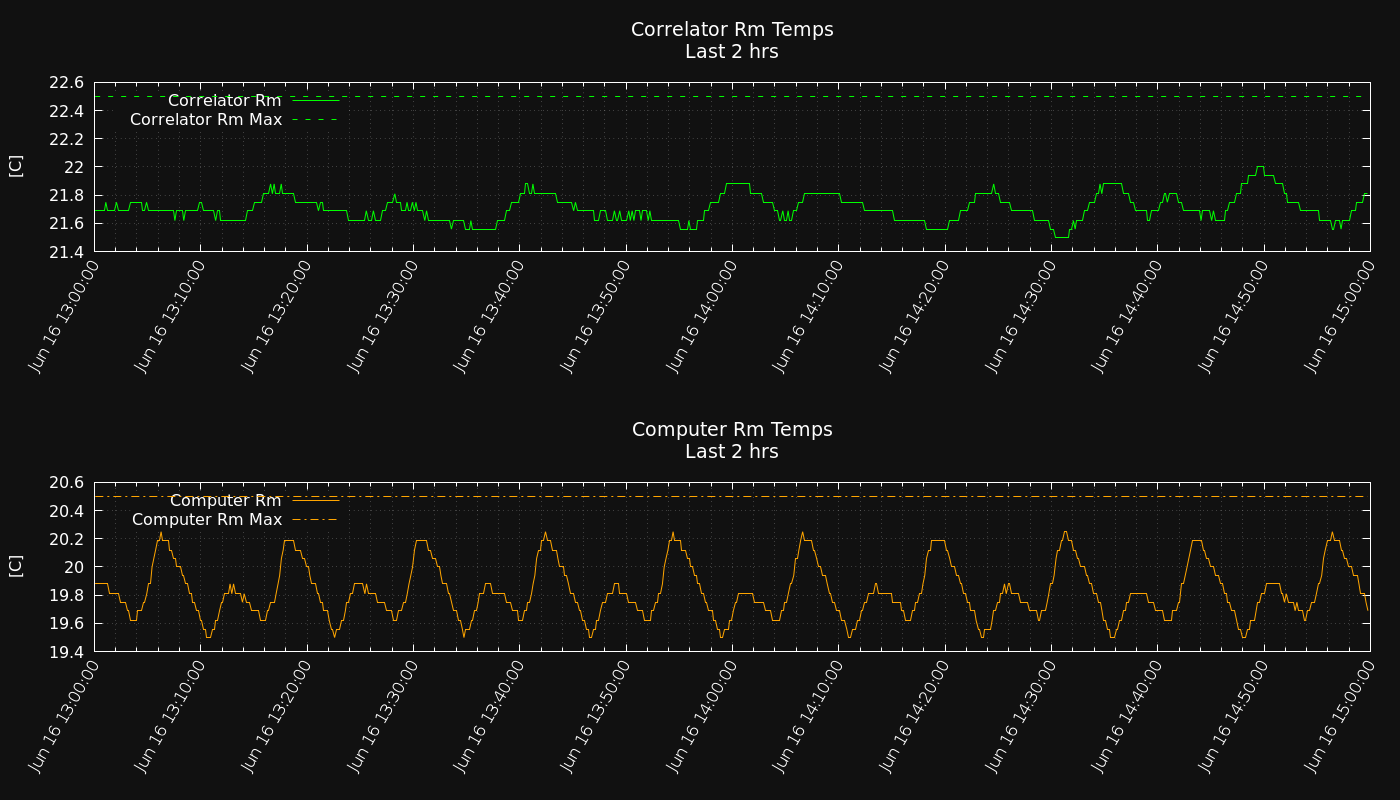 Correlator Rm Temps
Last 2 hrs
22.6
22.4
22.2
22
21.8
21.6
21.4
[C]
Correlator Rm
Correlator Rm Max
Jun 16 13:00:00
Jun 16 13:10:00
Jun 16 13:20:00
Jun 16 13:30:00
Jun 16 13:40:00
Jun 16 13:50:00
Jun 16 14:00:00
Jun 16 14:10:00
Jun 16 14:20:00
Jun 16 14:30:00
Jun 16 14:40:00
Jun 16 14:50:00
Jun 16 15:00:00
Computer Rm Temps
Last 2 hrs
20.6
20.4
20.2
20
19.8
19.6
19.4
[C]
Computer Rm
Computer Rm Max
Jun 16 13:00:00
Jun 16 13:10:00
Jun 16 13:20:00
Jun 16 13:30:00
Jun 16 13:40:00
Jun 16 13:50:00
Jun 16 14:00:00
Jun 16 14:10:00
Jun 16 14:20:00
Jun 16 14:30:00
Jun 16 14:40:00
Jun 16 14:50:00
Jun 16 15:00:00